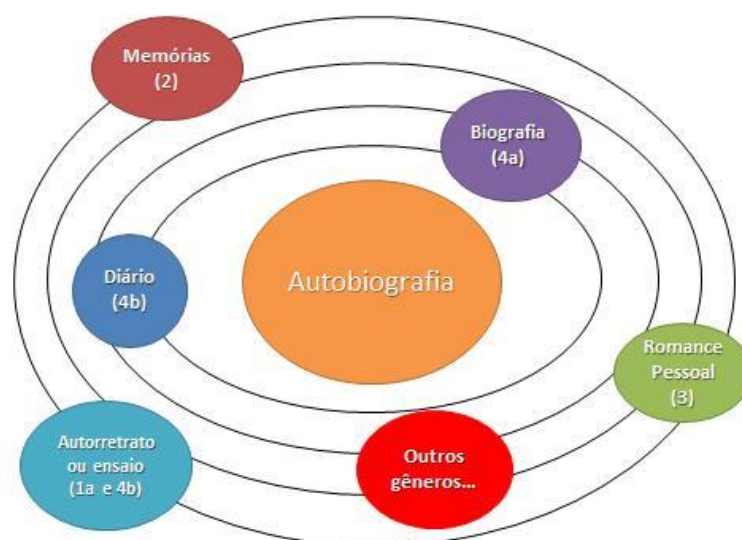 Memórias
(2)
Biografia
(4a)
Autobiografia
Diário
(4b)
Romance
Pessoal
(3)
Autorretrato
ou ensaio
(1a e 4b)
Outros
gêneros...